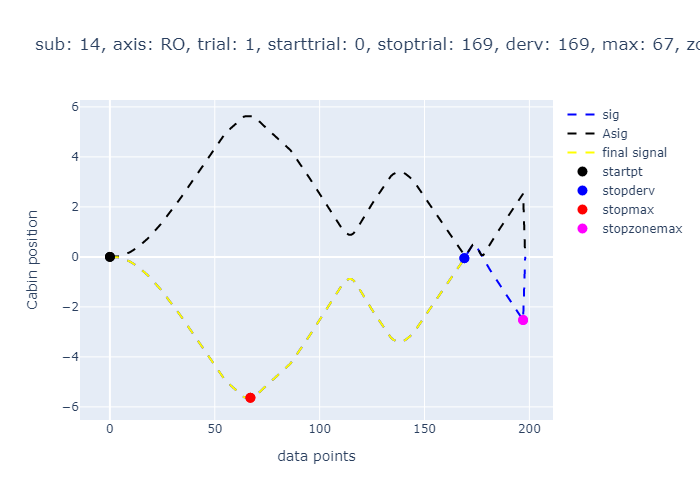 sub: 14, axis: RO, trial: 1, starttrial: 0, stoptrial: 169, derv: 169, max: 67, zo
6
4
2
0
−2
−4
−6
Cabin position
0
50
100
150
200
data points
sig
Asig
final signal
startpt
stopderv
stopmax
stopzonemax